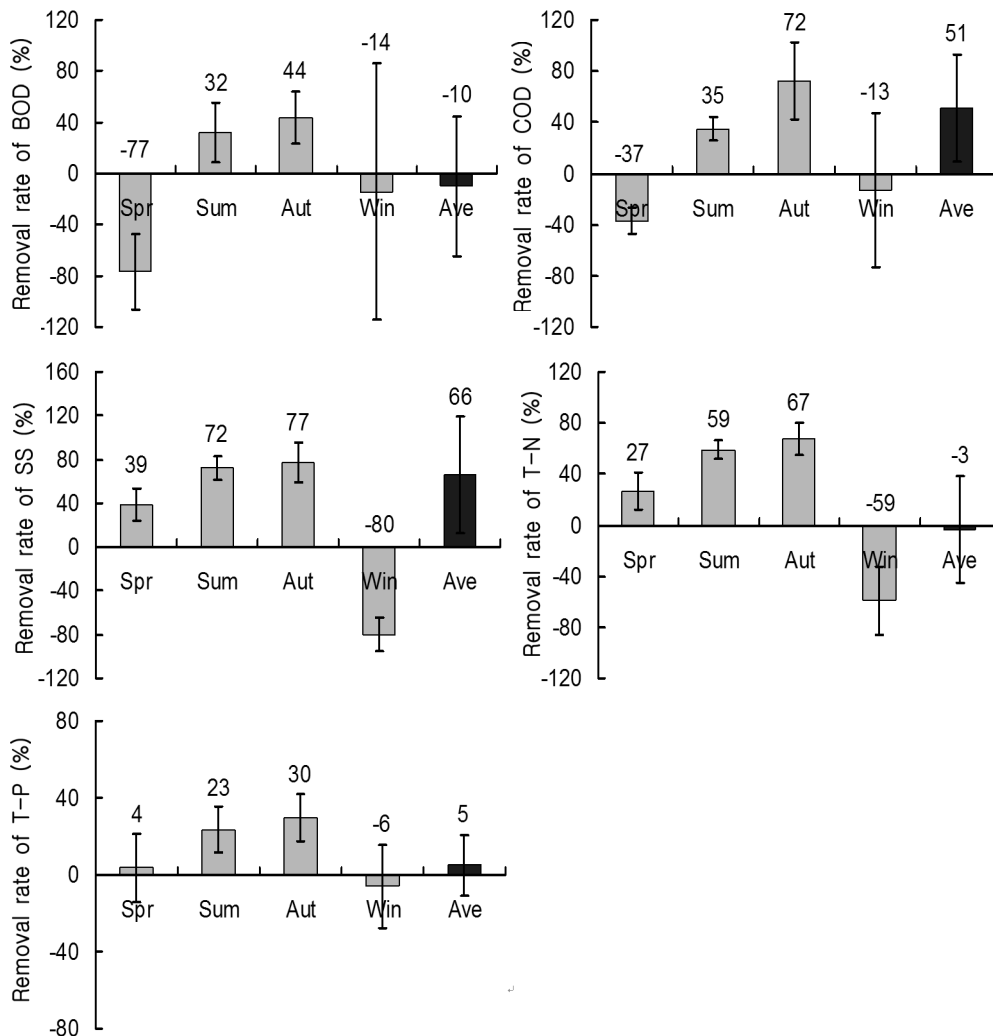 Removal rate of BOD (%)
120
80
40
0
-40
-80
-120
-77
32
44
-14
-10
Spr
Sum
Aut
Win
Ave
Removal rate of COD (%)
120
80
40
0
-40
-80
-120
-37
35
72
-13
51
Spr
Sum
Aut
Win
Ave
Removal rate of SS (%)
160
120
80
40
0
-40
-80
-120
39
72
77
-80
66
Spr
Sum
Aut
Win
Ave
Removal rate of T-N (%)
120
80
40
0
-40
-80
-120
27
59
67
-59
-3
Spr
Sum
Aut
Win
Ave
Removal rate of T-P (%)
80
40
0
-40
-80
4
23
30
-6
5
Spr
Sum
Aut
Win
Ave